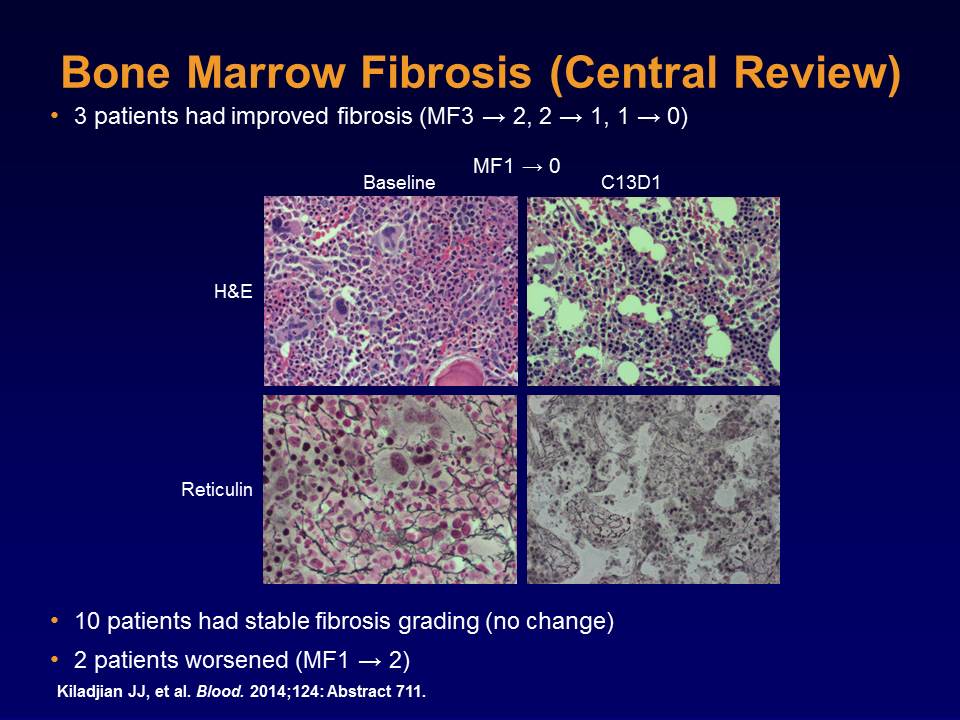 Bone Marrow Fibrosis (Central Review)
• 3 patients had improved fibrosis (MF3 → 2, 2 → 1, 1 → 0)
MF1 → 0
Baseline
C13D1
H&E
Reticulin
• 10 patients had stable fibrosis grading (no change)
• 2 patients worsened (MF1 → 2)
Kiladjian JJ, et al. Blood. 2014;124: Abstract 711.